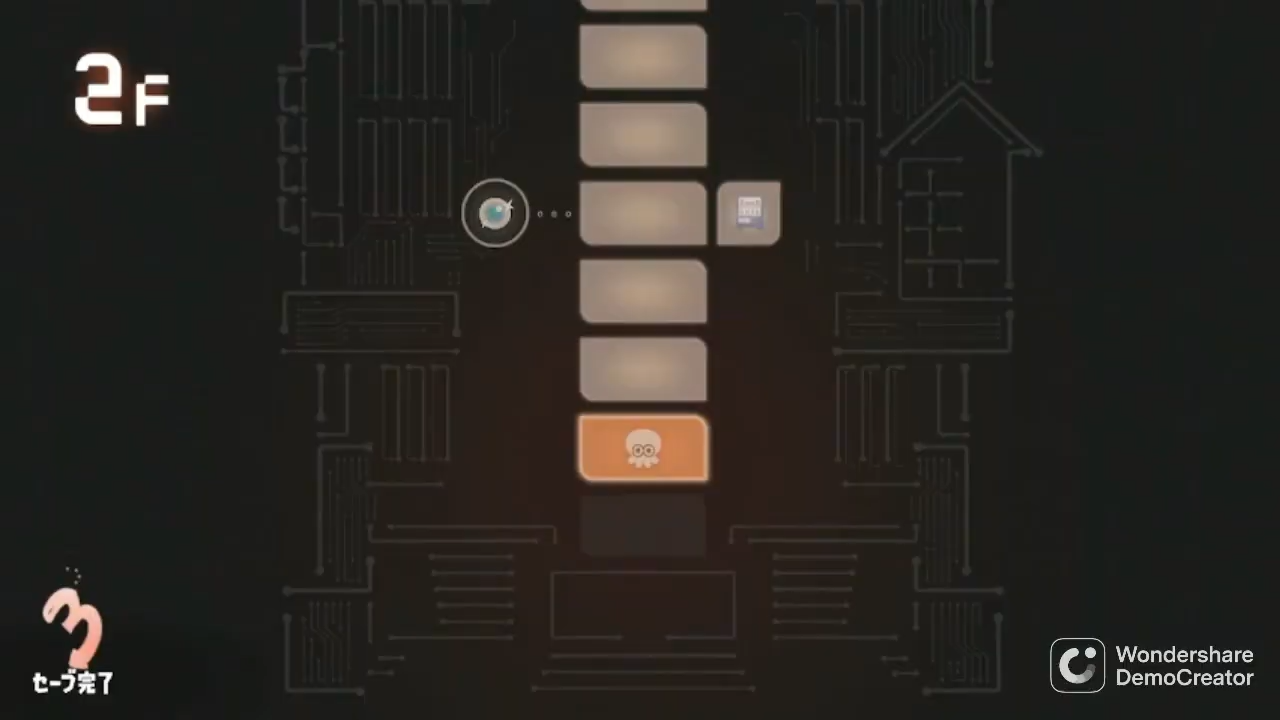 2F
セーブ完了
Wondershare
DemoCreator